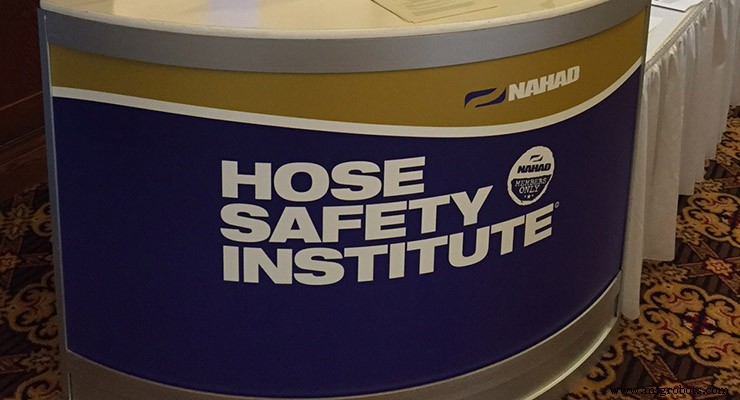 NAHAD
HOSE
SAFETY
INSTITUTE
NAHAD
MEMBERS
ONLY